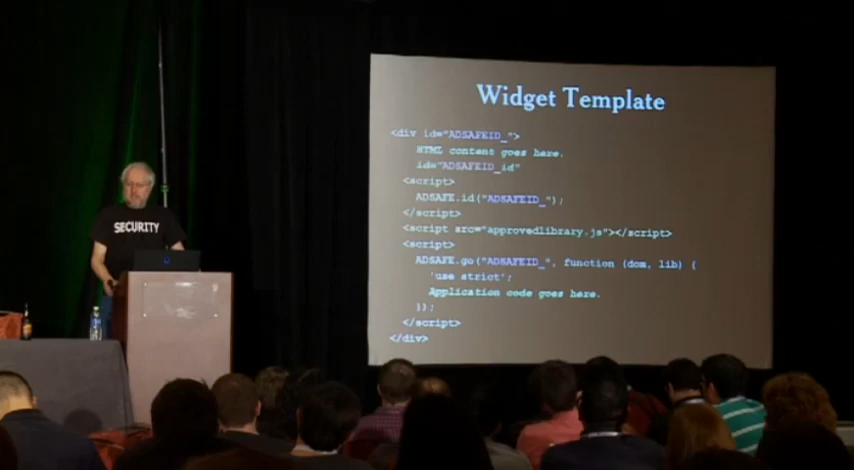 SECURITY
Widget Template
<div id="ADSAFEID_">
HTML content goes here.
id="ADSAFEID_id"
<script>
ADSAFE.id("ADSAFEID_");
</script>
<script src="approvedlibrary.js"></script>
<script>
ADSAFE.go("ADSAFEID_", function (dom, lib) {
'use strict';
Application code goes here.
});
</script>
</div>